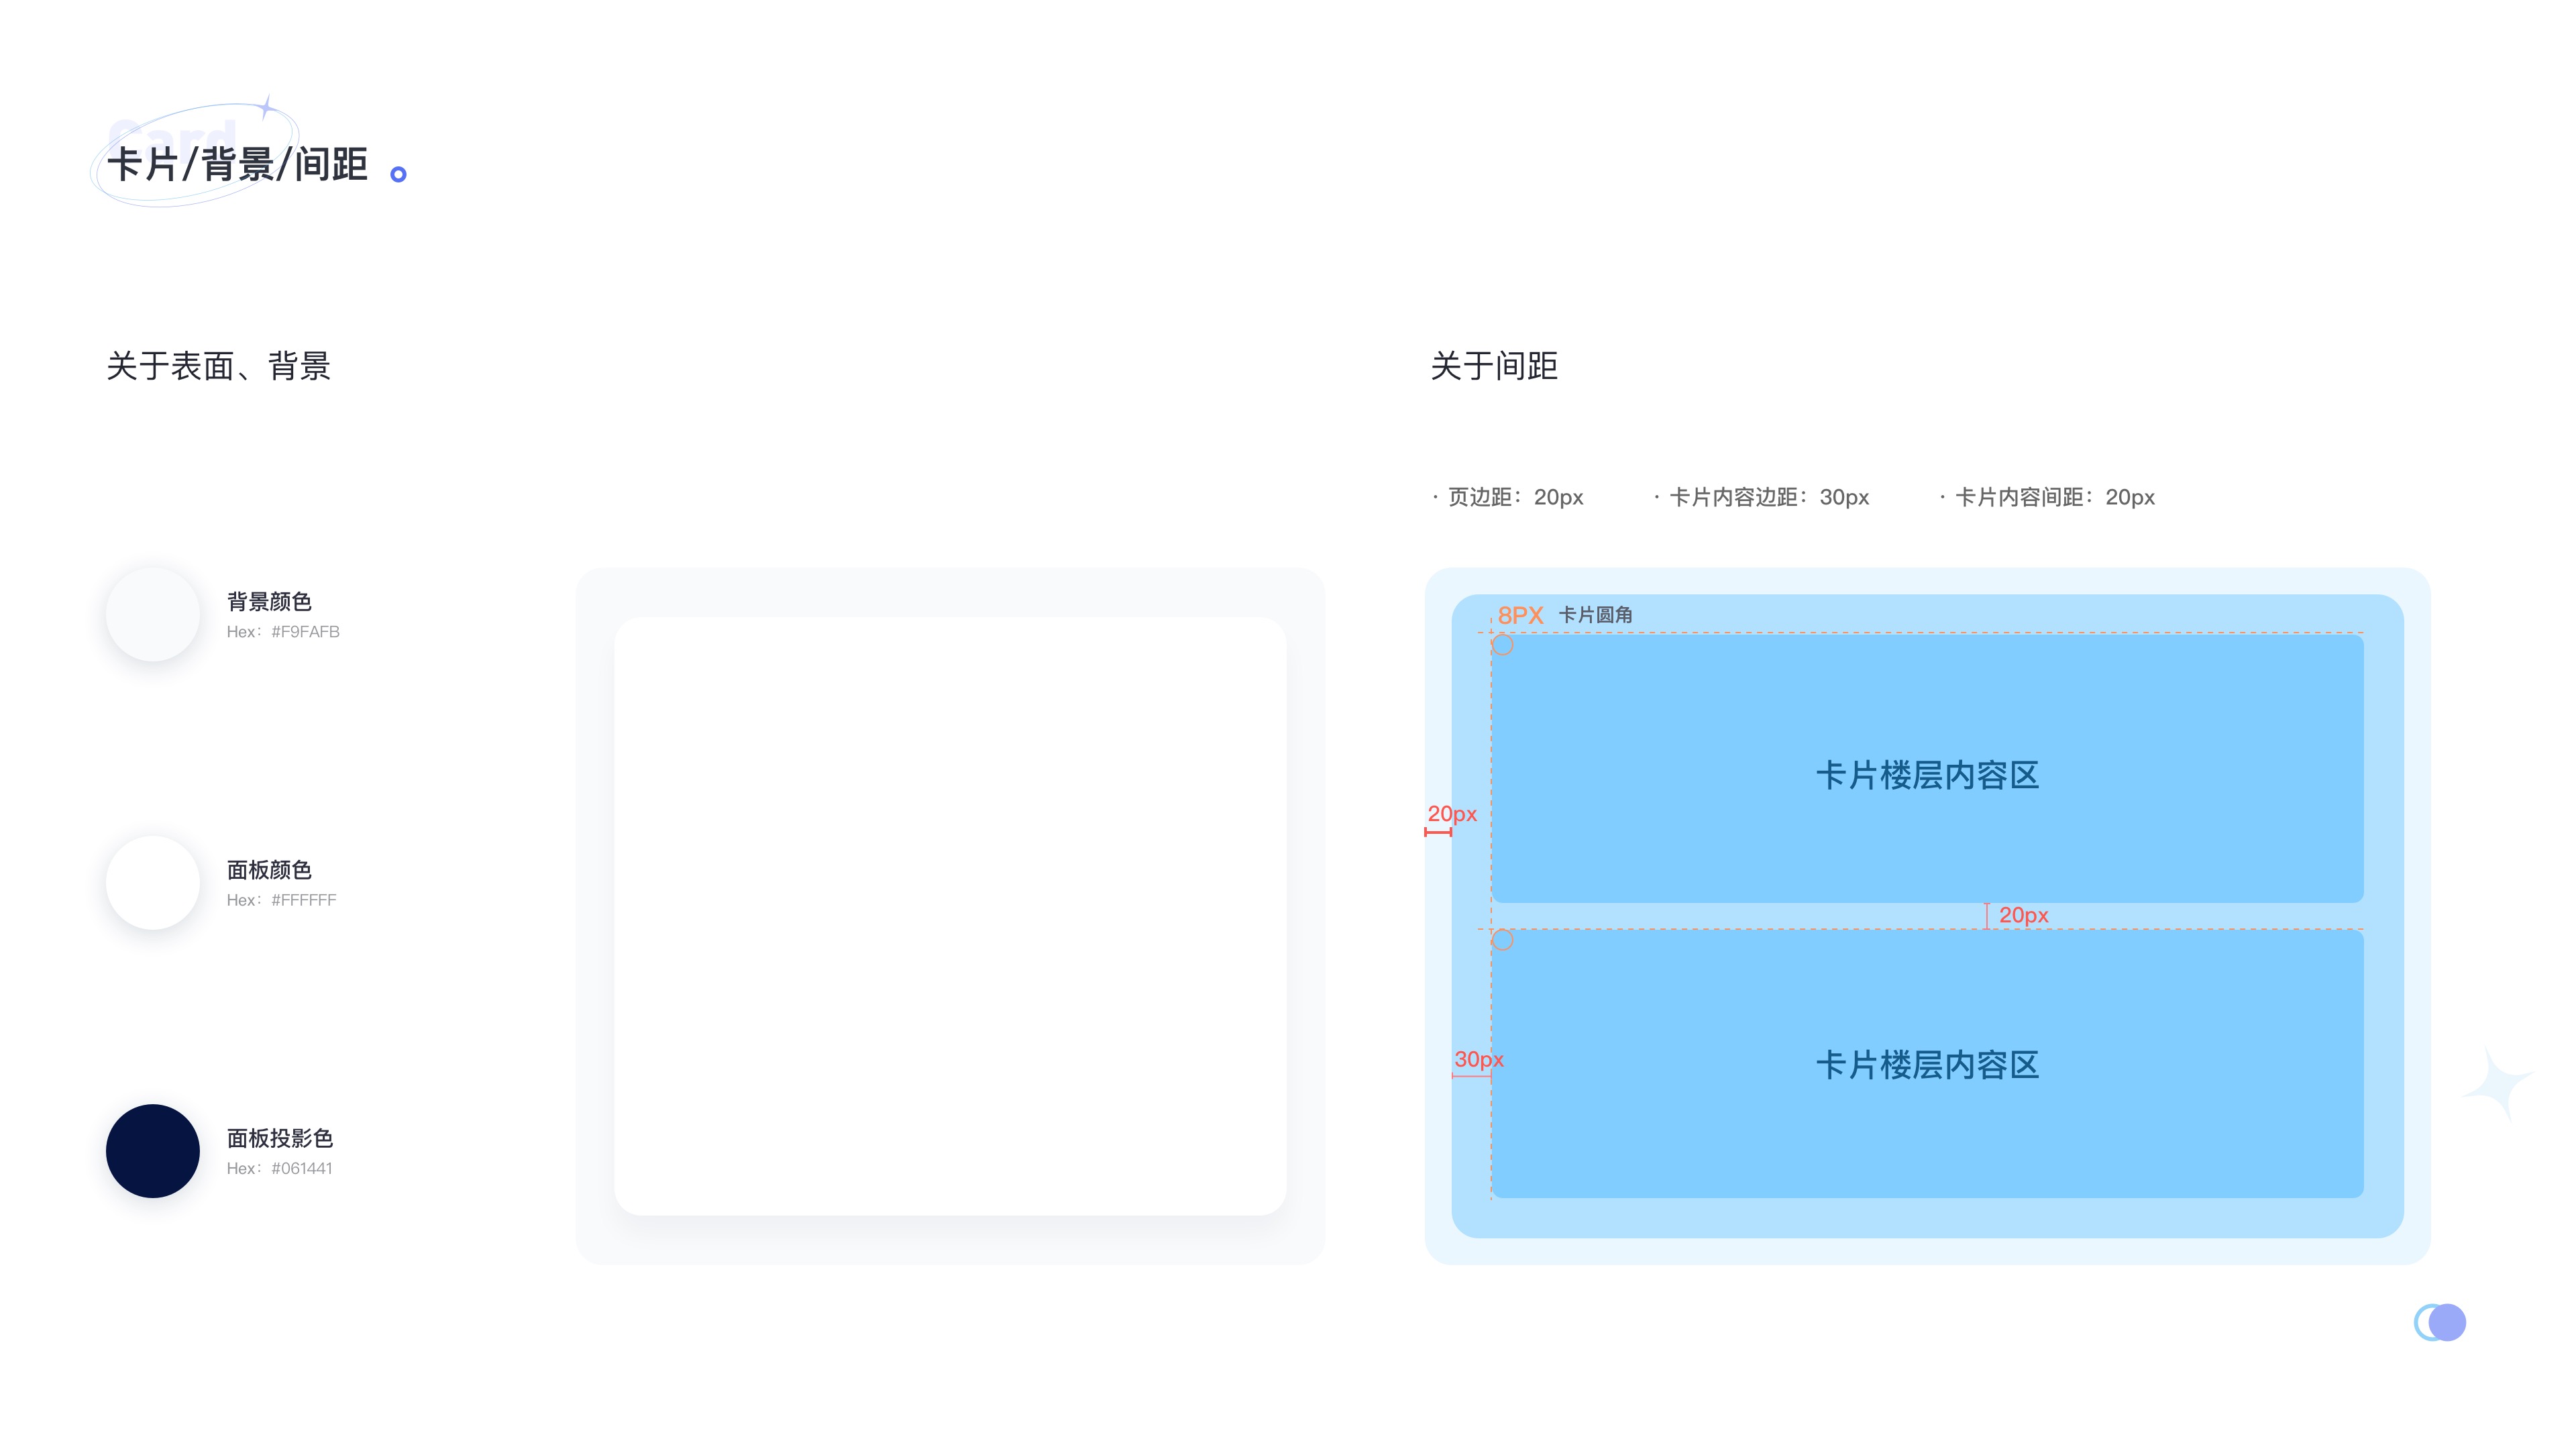 Card
卡片/背景/间距
关于表面、背景
背景颜色
Hex：#F9FAFB
面板颜色
Hex：#FFFFFF
面板投影色
Hex：#061441
关于间距
· 页边距：20px
· 卡片内容边距：30px
· 卡片内容间距：20px
8PX 卡片圆角
卡片楼层内容区
20px
20px
卡片楼层内容区
30px